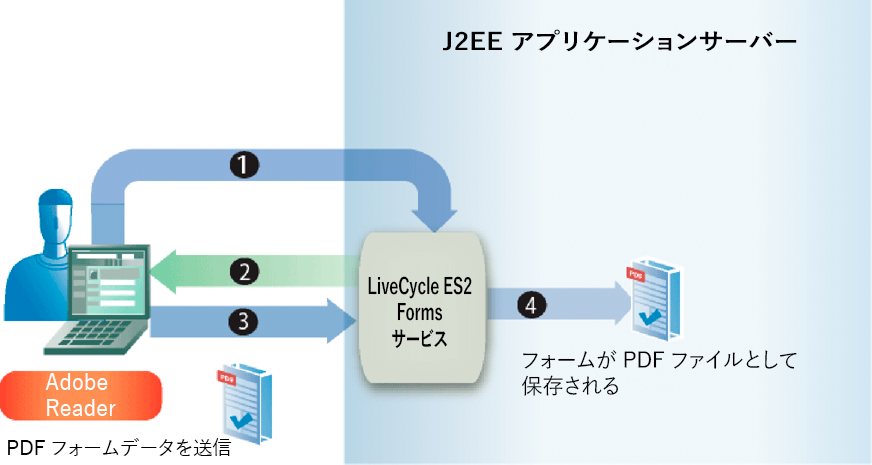 J2EE アプリケーションサーバー
1
2
LiveCycle ES2
Forms
サービス
3
4
PDF
フォームが PDF ファイルとして
保存される
Adobe
Reader
PDF
PDF フォームデータを送信